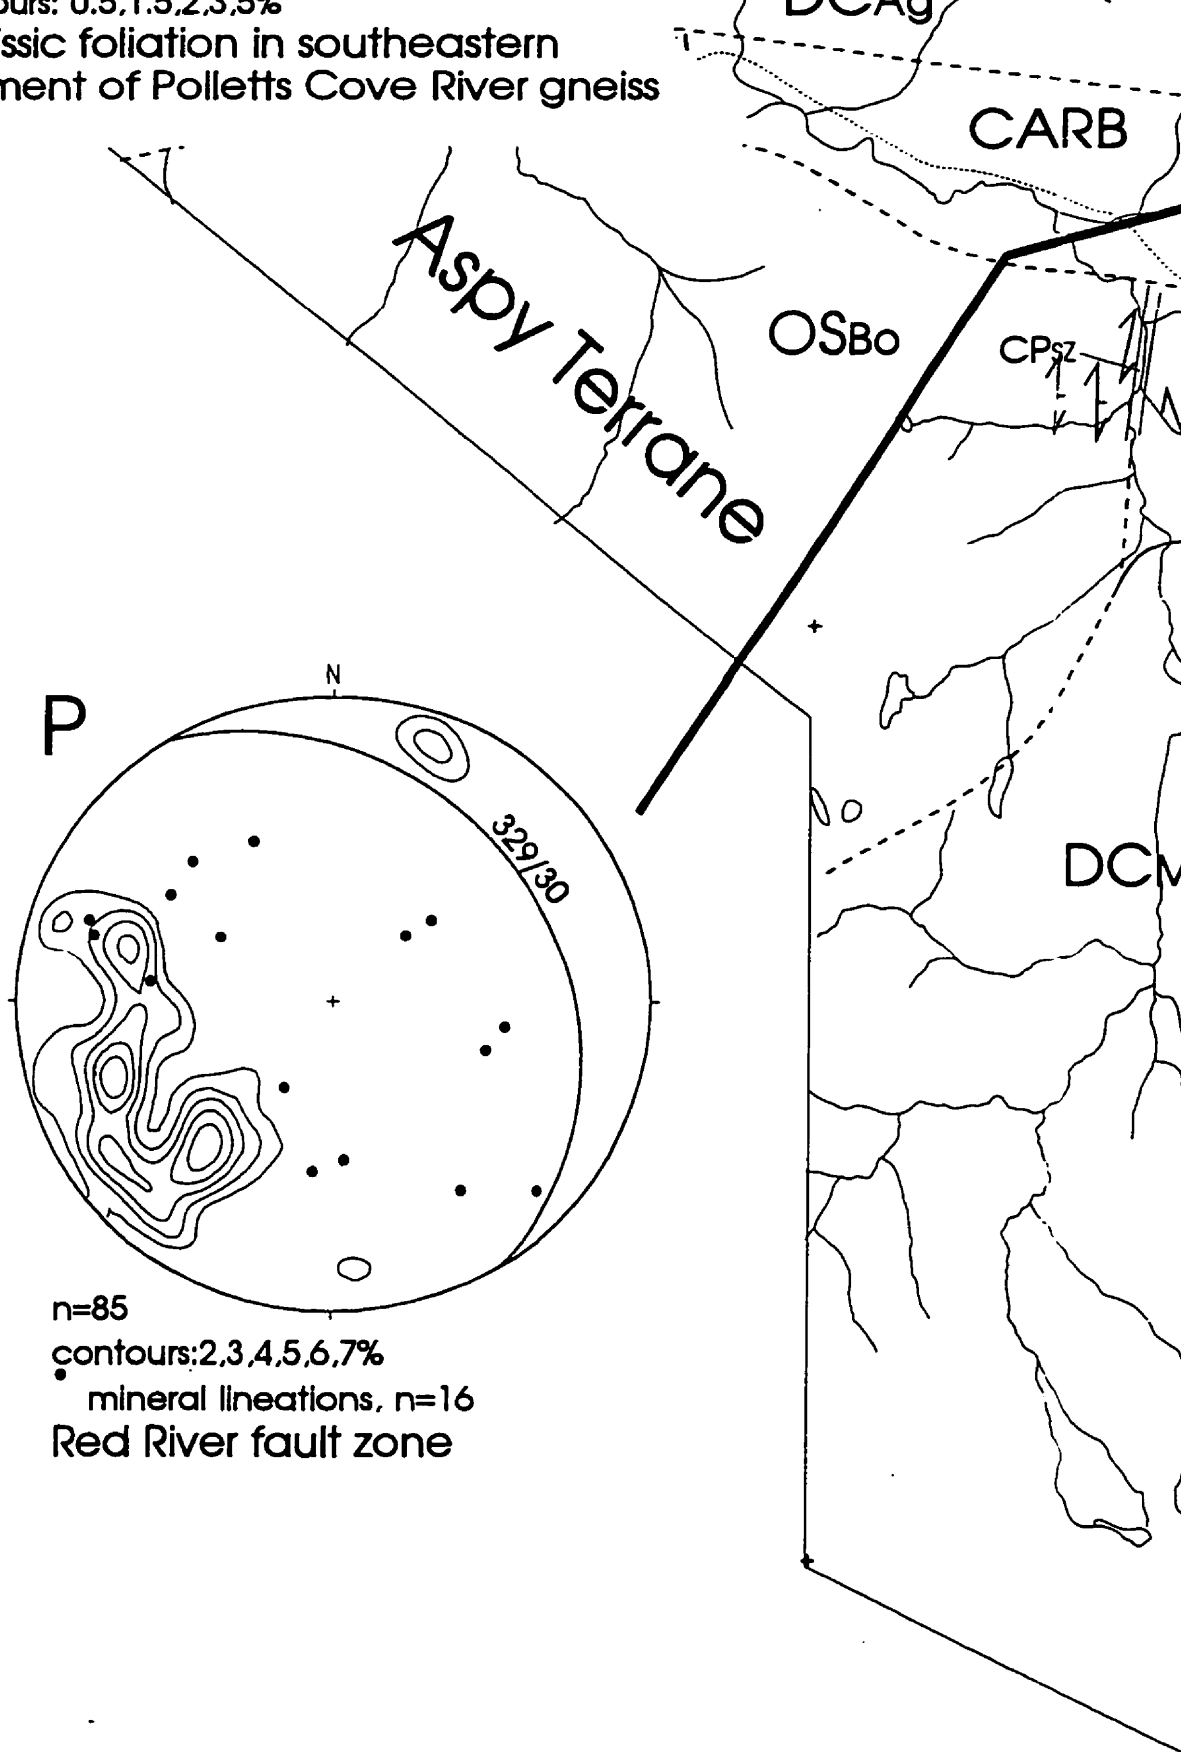 contours: 0.5,1.5,2,3,5%
DCAg
ssic foliation in southeastern
ment of Polletts Cove River gneiss
CARB
Aspy Terrane
OSBo
CPsz
N
P
329/30
DCM
n=85
contours:2,3,4,5,6,7%
mineral lineations, n=16
Red River fault zone